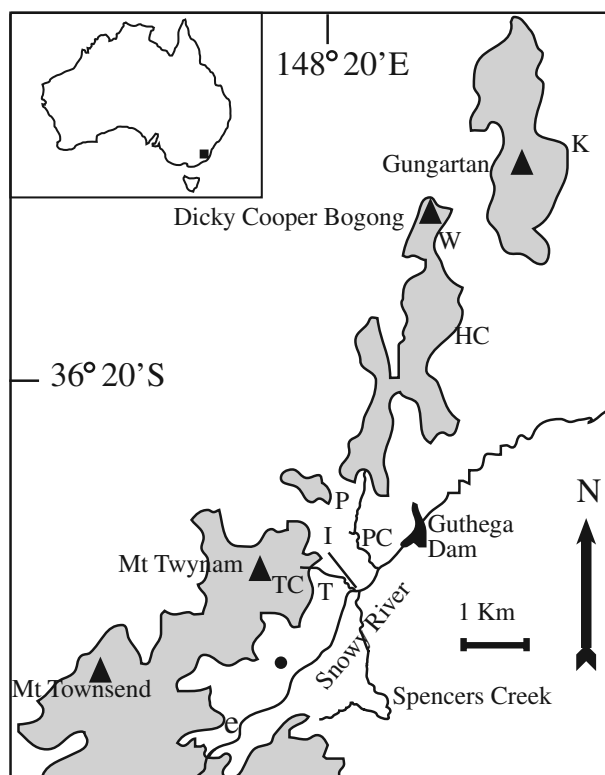 148° 20'E
K
Gungartan
Dicky Cooper Bogong
W
HC
36° 20'S
N
P
I
PC
Guthega
Dam
Mt Twynam
TC
T
1 Km
Snowy River
Mt Townsend
Spencers Creek
e